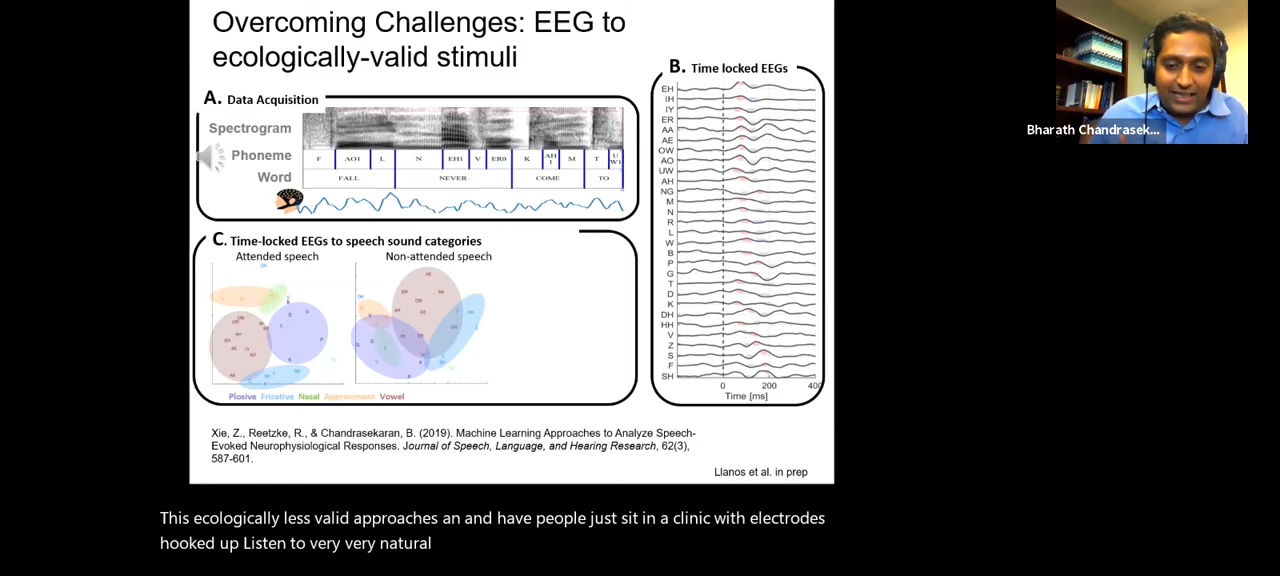 Overcoming Challenges: EEG to
ecologically-valid stimuli
A. Data Acquisition
Spectrogram
Phoneme
F AO1 L N EH1 V ER0 K AH 1 M T U W1
Word
FALL NEVER COME TO
C. Time-locked EEGs to speech sound categories
Attended speech Non-attended speech
Plosive Fricative Nasal Approximant Vowel
B. Time locked EEGs
EH
IH
IY
ER
AA
AE
OW
AO
UW
AH
NG
M
N
R
L
W
B
P
G
T
D
K
DH
HH
V
Z
S
F
SH
0 200 400
Time [ms]
Xie, Z., Reetzke, R., & Chandrasekaran, B. (2019). Machine Learning Approaches to Analyze Speech-
Evoked Neurophysiological Responses. Journal of Speech, Language, and Hearing Research, 62(3),
587-601.
Llanos et al. in prep
Bharath Chandrasek...
This ecologically less valid approaches an and have people just sit in a clinic with electrodes
hooked up Listen to very very natural